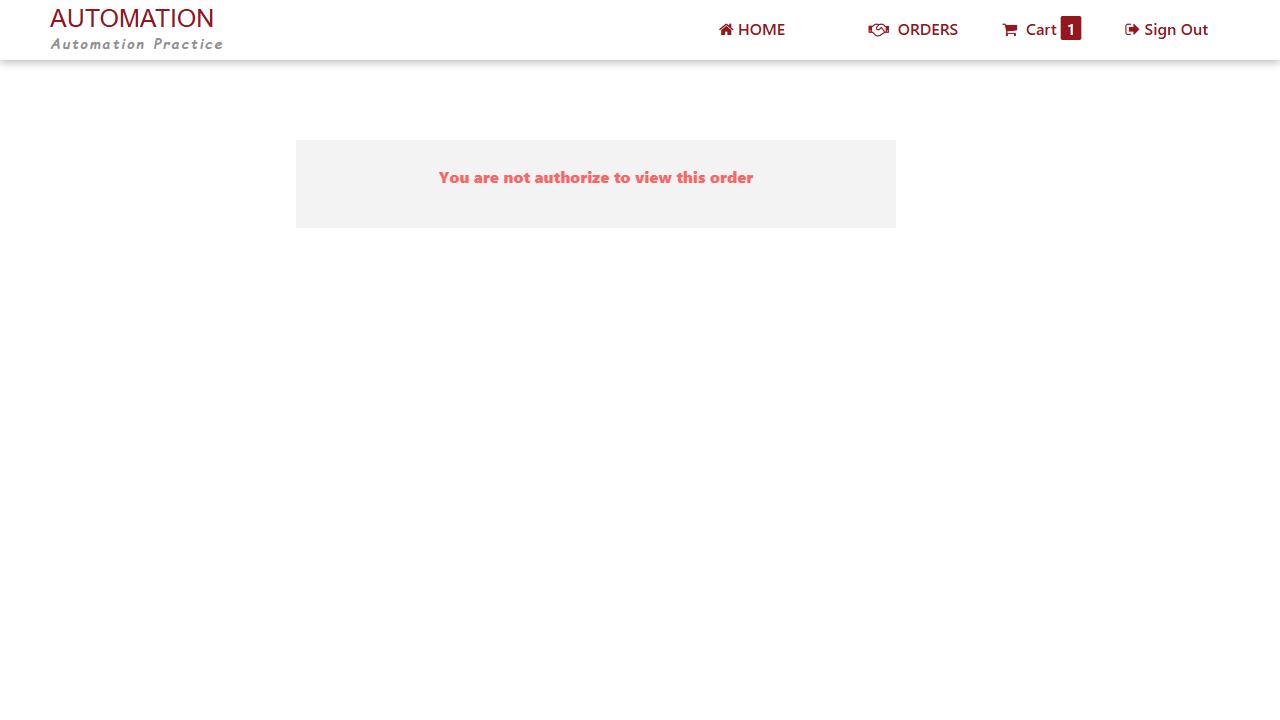 AUTOMATION
Automation Practice
HOME
ORDERS
Cart 1
Sign Out
You are not authorize to view this order